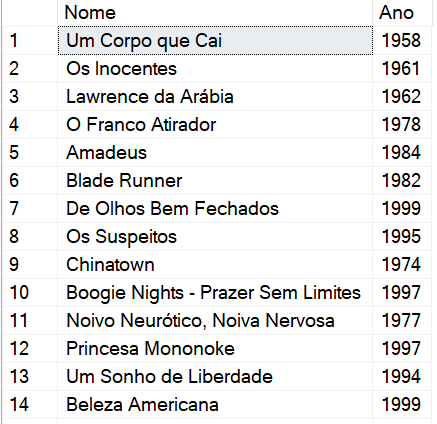 Nome Ano
1 Um Corpo que Cai 1958
2 Os Inocentes 1961
3 Lawrence da Arábia 1962
4 O Franco Atirador 1978
5 Amadeus 1984
6 Blade Runner 1982
7 De Olhos Bem Fechados 1999
8 Os Suspeitos 1995
9 Chinatown 1974
10 Boogie Nights - Prazer Sem Limites 1997
11 Noivo Neurótico, Noiva Nervosa 1977
12 Princesa Mononoke 1997
13 Um Sonho de Liberdade 1994
14 Beleza Americana 1999